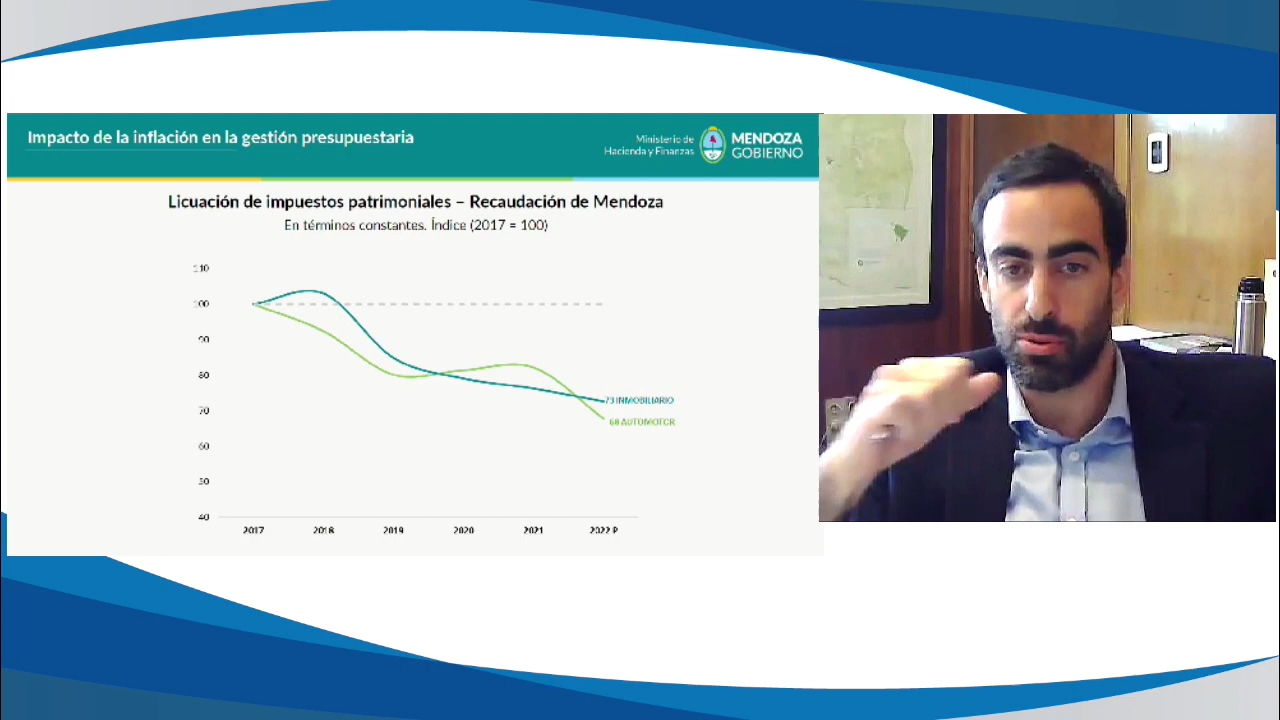 Impacto de la inflación en la gestión presupuestaria
Ministerio de
Hacienda y Finanzas
MENDOZA
GOBIERNO
Licuación de impuestos patrimoniales – Recaudación de Mendoza
En términos constantes. Índice (2017 = 100)
110
100
90
80
70
60
50
40
73 INMOBILIARIO
68 AUTOMOTOR
2017 2018 2019 2020 2021 2022 P